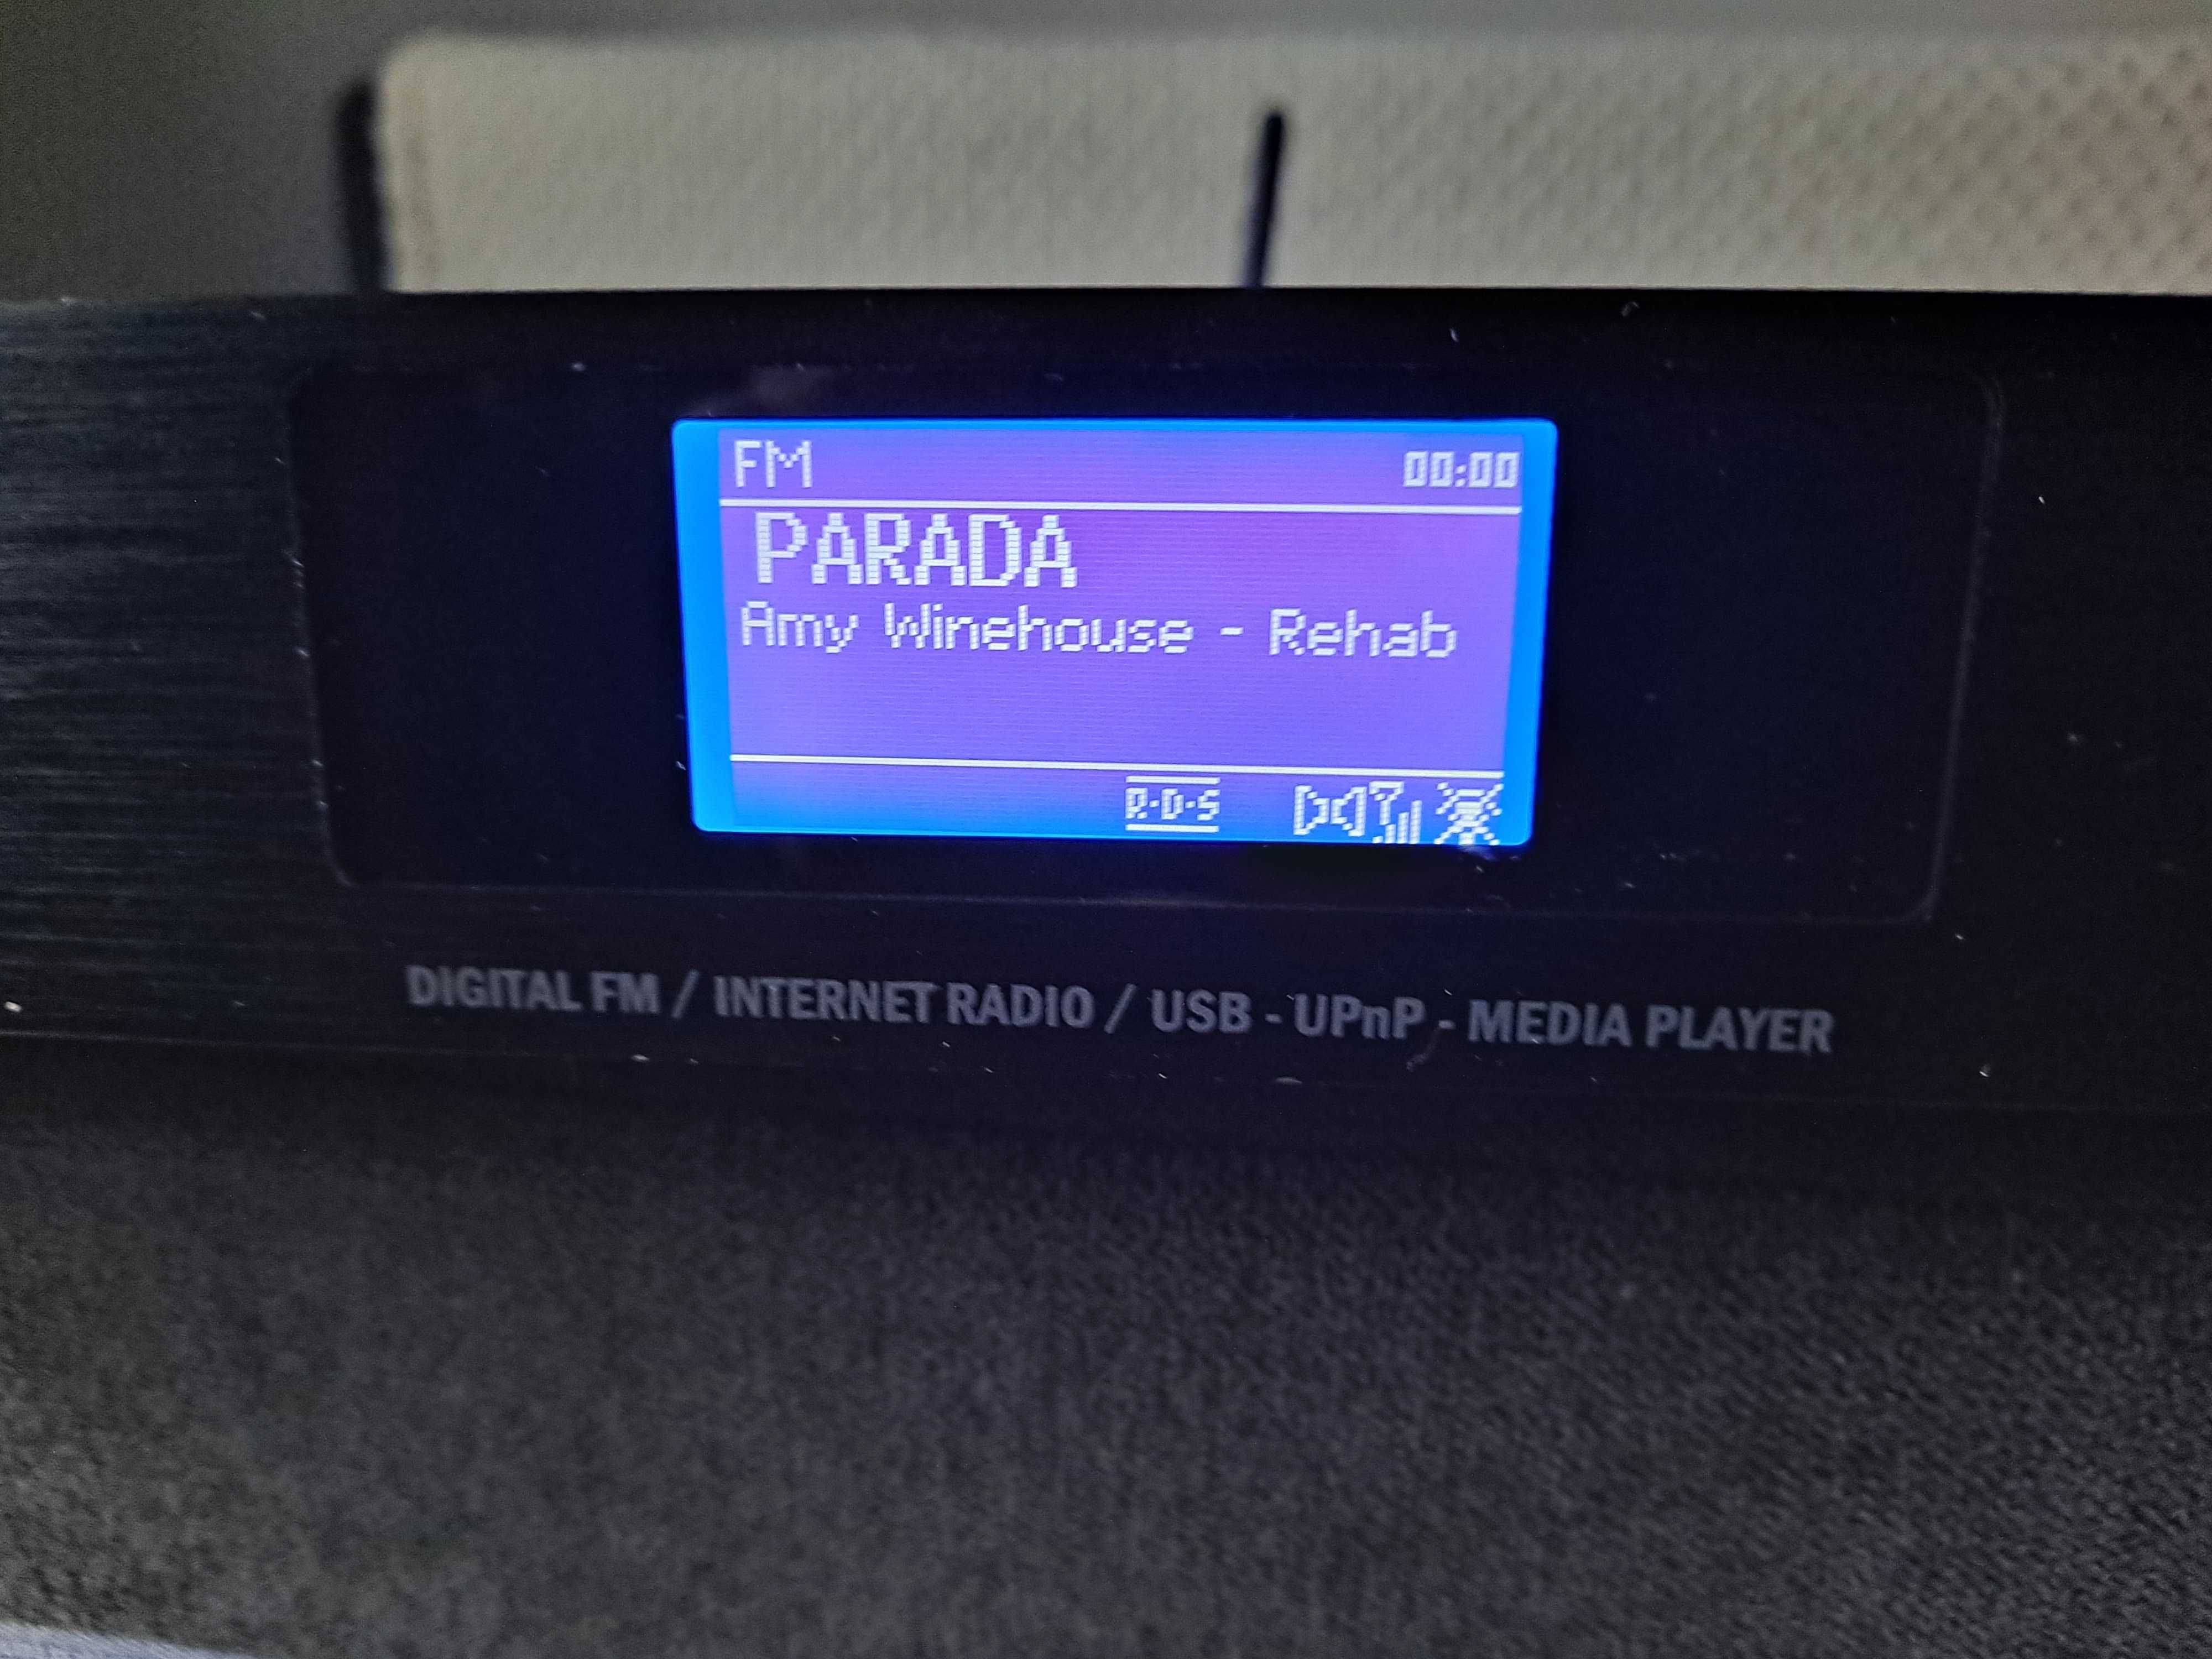 FM 00:00
PARADA
Amy Winehouse - Rehab
R·D·S
DIGITAL FM / INTERNET RADIO / USB - UPnP - MEDIA PLAYER